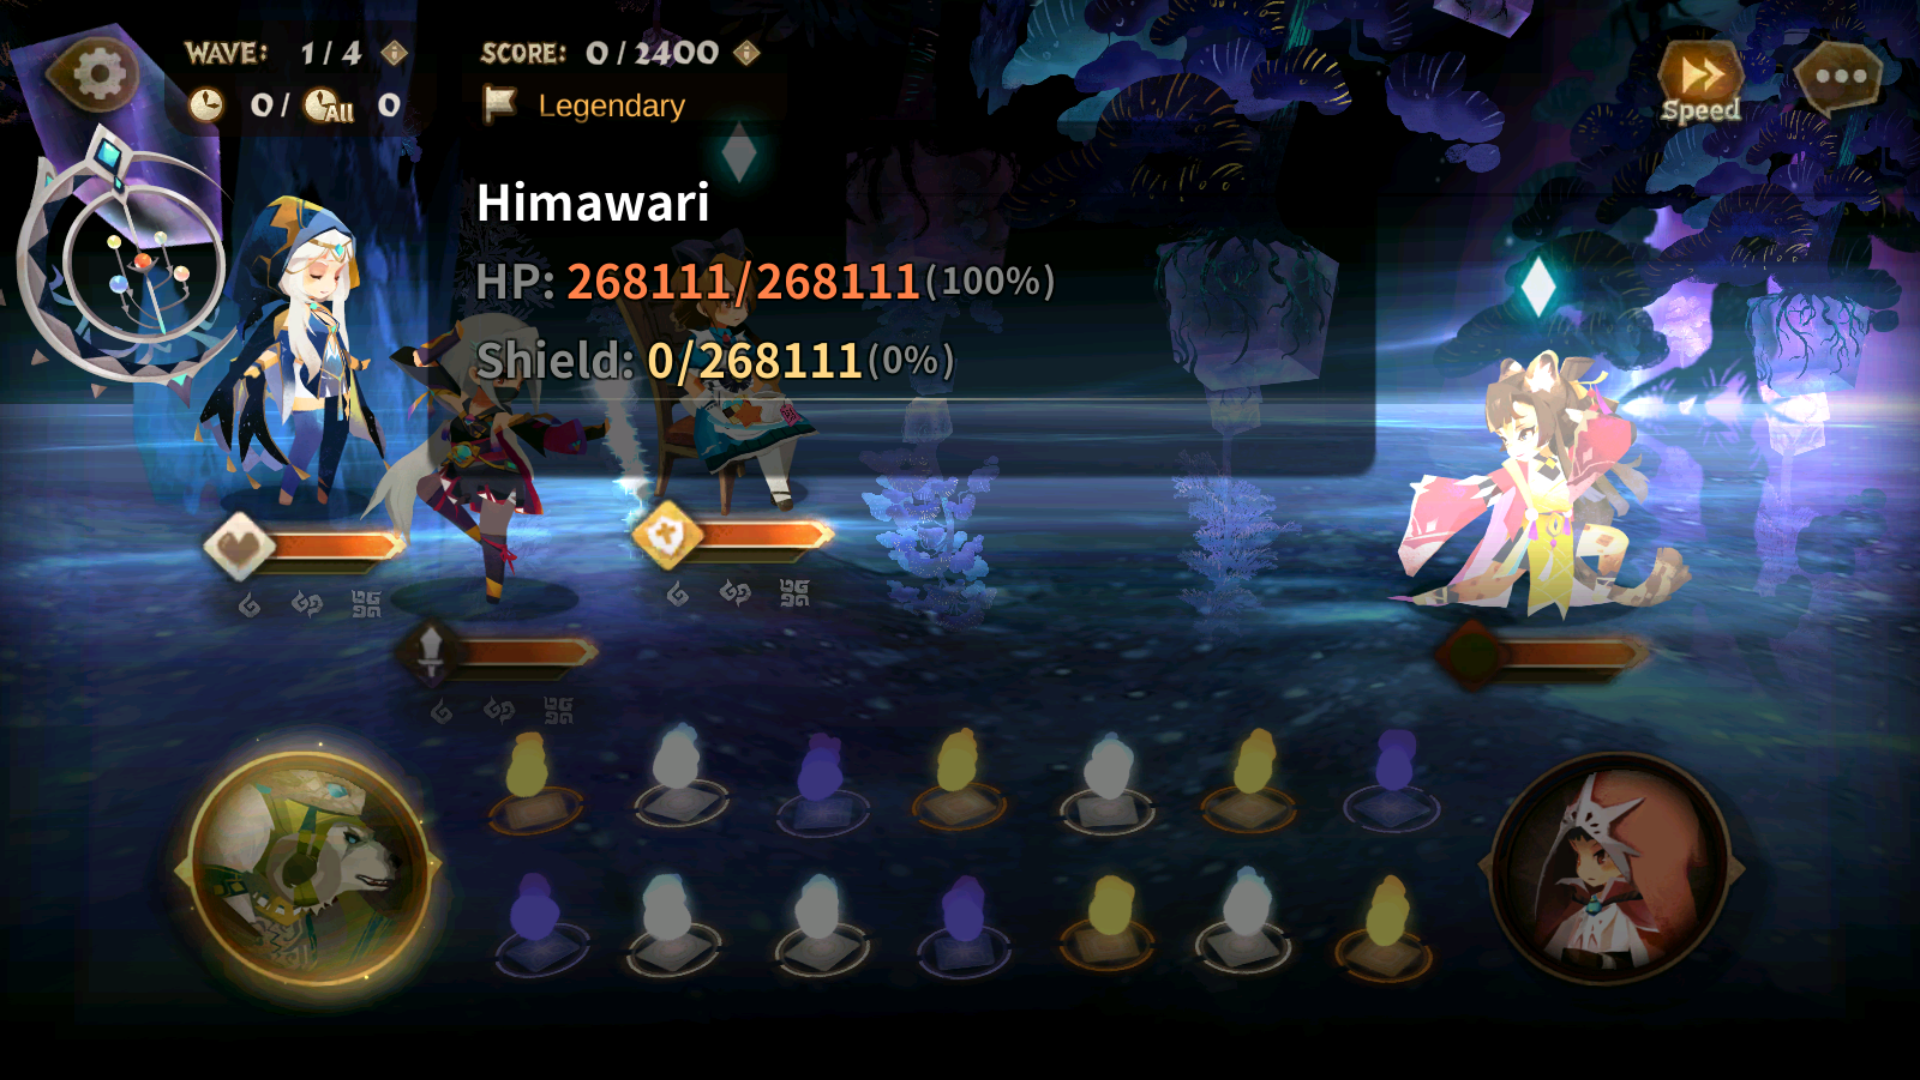 WAVE: 1/4
SCORE: 0/2400
0/ All 0
Legendary
Speed
Himawari
HP: 268111/268111(100%)
Shield: 0/268111(0%)